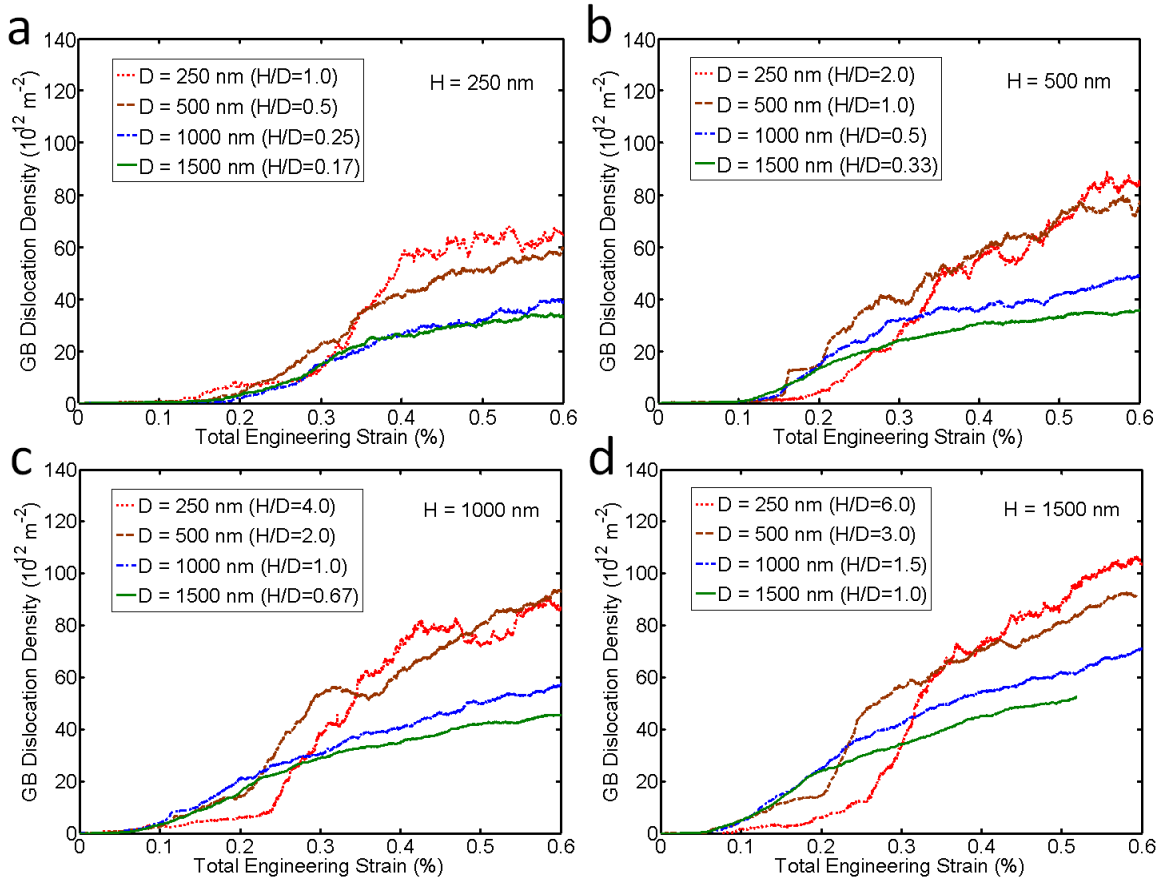 a
GB Dislocation Density (10¹² m⁻²)
140
120
100
80
60
40
20
0
D = 250 nm (H/D=1.0)
D = 500 nm (H/D=0.5)
D = 1000 nm (H/D=0.25)
D = 1500 nm (H/D=0.17)
H = 250 nm
0 0.1 0.2 0.3 0.4 0.5 0.6
Total Engineering Strain (%)
b
GB Dislocation Density (10¹² m⁻²)
140
120
100
80
60
40
20
0
D = 250 nm (H/D=2.0)
D = 500 nm (H/D=1.0)
D = 1000 nm (H/D=0.5)
D = 1500 nm (H/D=0.33)
H = 500 nm
0 0.1 0.2 0.3 0.4 0.5 0.6
Total Engineering Strain (%)
c
GB Dislocation Density (10¹² m⁻²)
140
120
100
80
60
40
20
0
D = 250 nm (H/D=4.0)
D = 500 nm (H/D=2.0)
D = 1000 nm (H/D=1.0)
D = 1500 nm (H/D=0.67)
H = 1000 nm
0 0.1 0.2 0.3 0.4 0.5 0.6
Total Engineering Strain (%)
d
GB Dislocation Density (10¹² m⁻²)
140
120
100
80
60
40
20
0
D = 250 nm (H/D=6.0)
D = 500 nm (H/D=3.0)
D = 1000 nm (H/D=1.5)
D = 1500 nm (H/D=1.0)
H = 1500 nm
0 0.1 0.2 0.3 0.4 0.5 0.6
Total Engineering Strain (%)